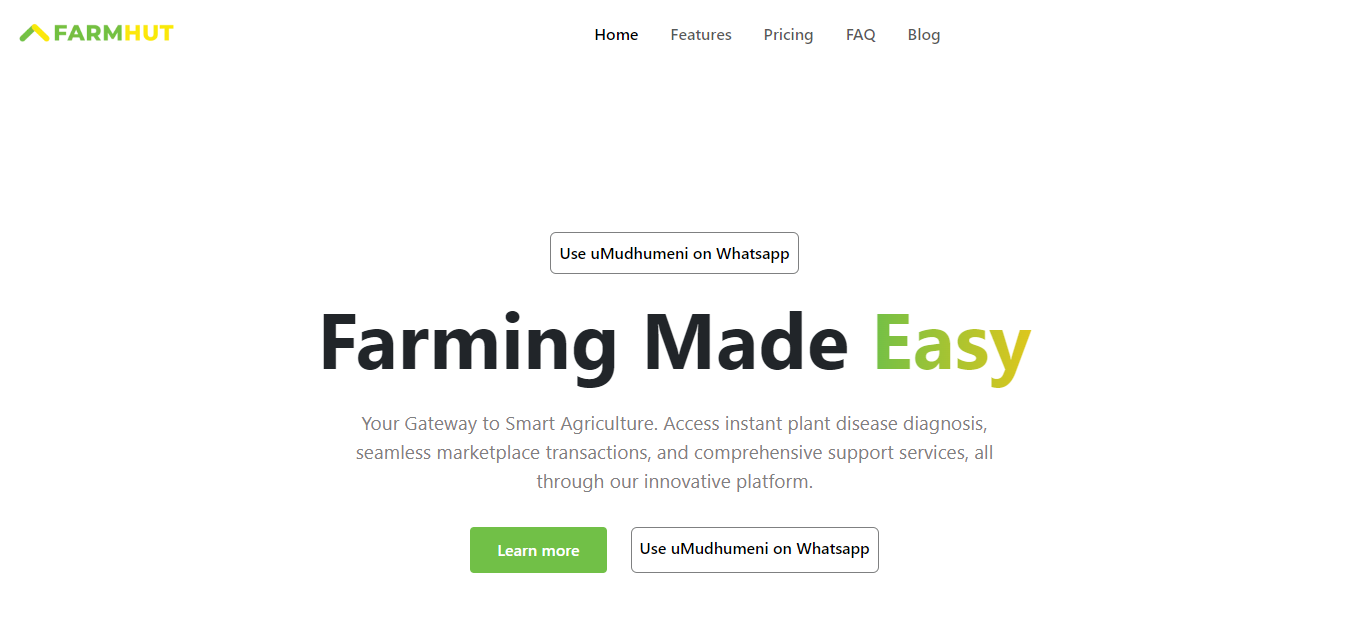 FARMHUT
Home Features Pricing FAQ Blog
Use uMudhumeni on Whatsapp
Farming Made Easy
Your Gateway to Smart Agriculture. Access instant plant disease diagnosis,
seamless marketplace transactions, and comprehensive support services, all
through our innovative platform.
Learn more
Use uMudhumeni on Whatsapp